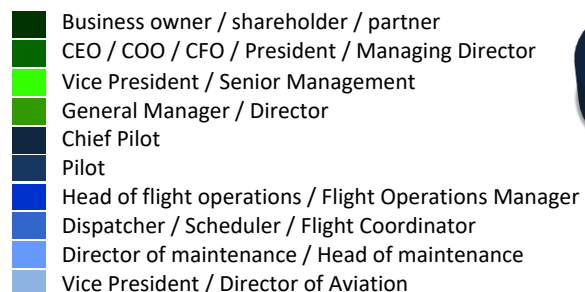 Business owner / shareholder / partner
CEO / COO / CFO / President / Managing Director
Vice President / Senior Management
General Manager / Director
Chief Pilot
Pilot
Head of flight operations / Flight Operations Manager
Dispatcher / Scheduler / Flight Coordinator
Director of maintenance / Head of maintenance
Vice President / Director of Aviation